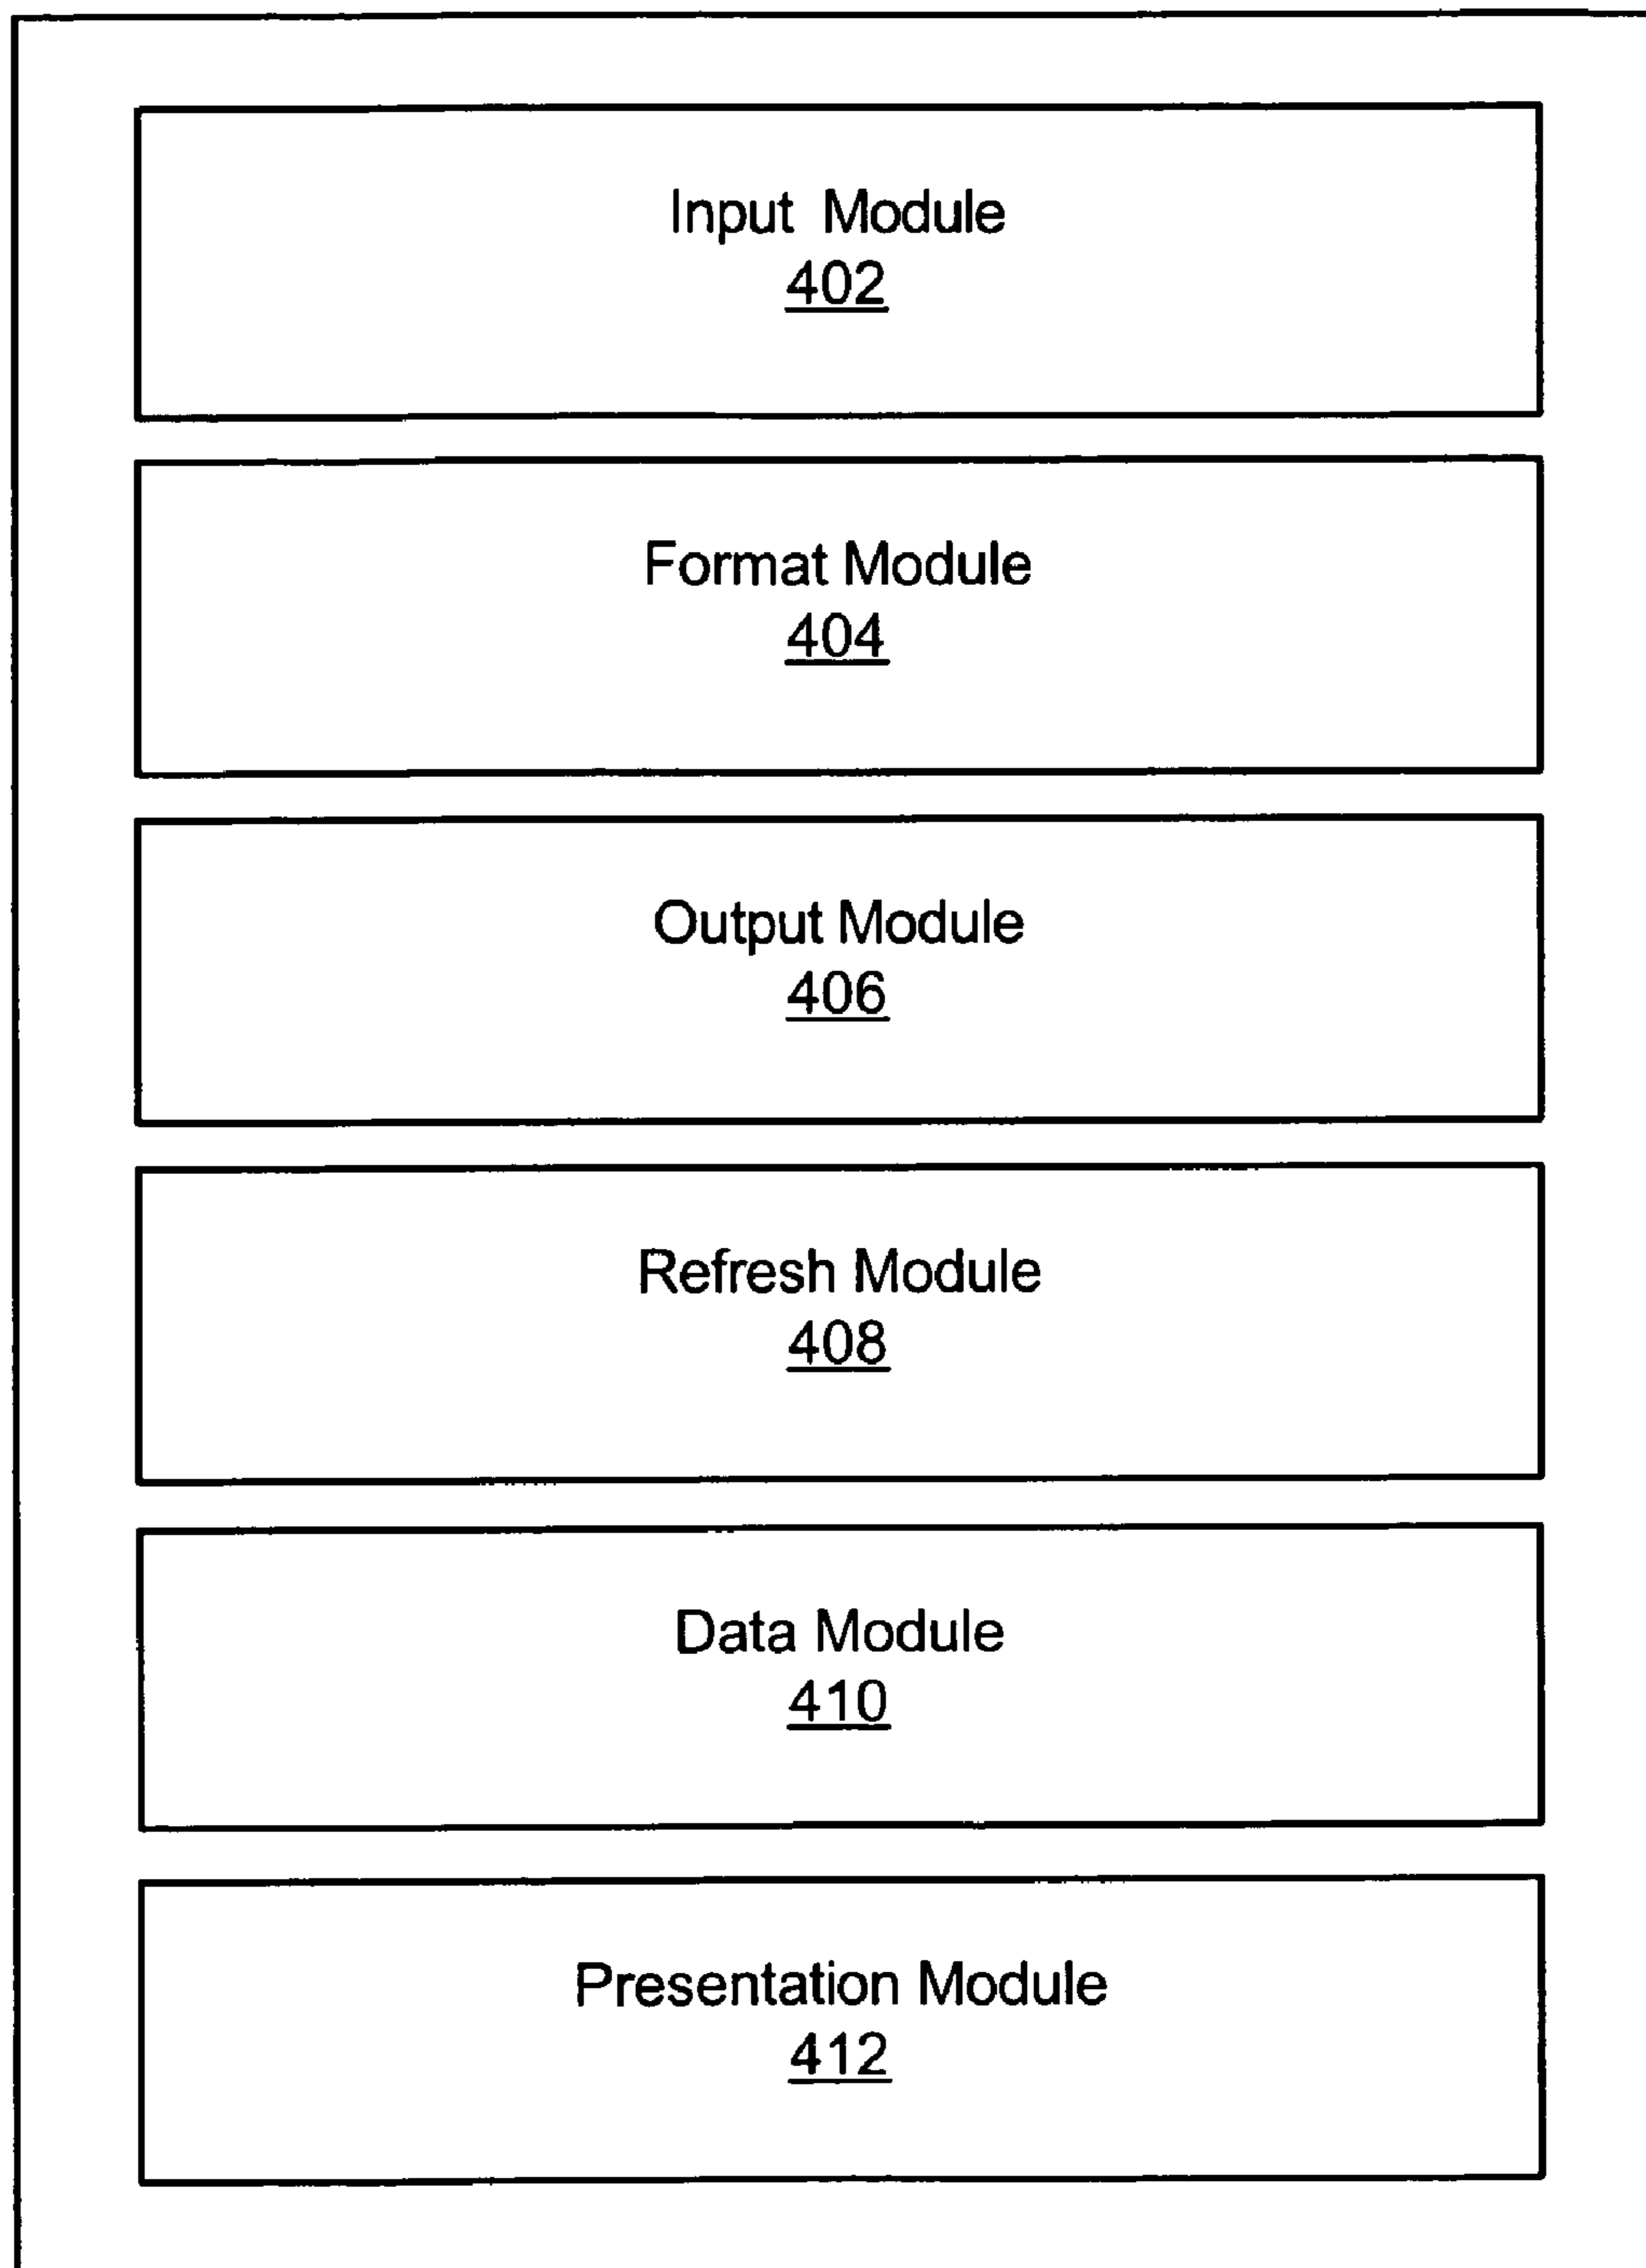 Input Module
402
Format Module
404
Output Module
406
Refresh Module
408
Data Module
410
Presentation Module
412